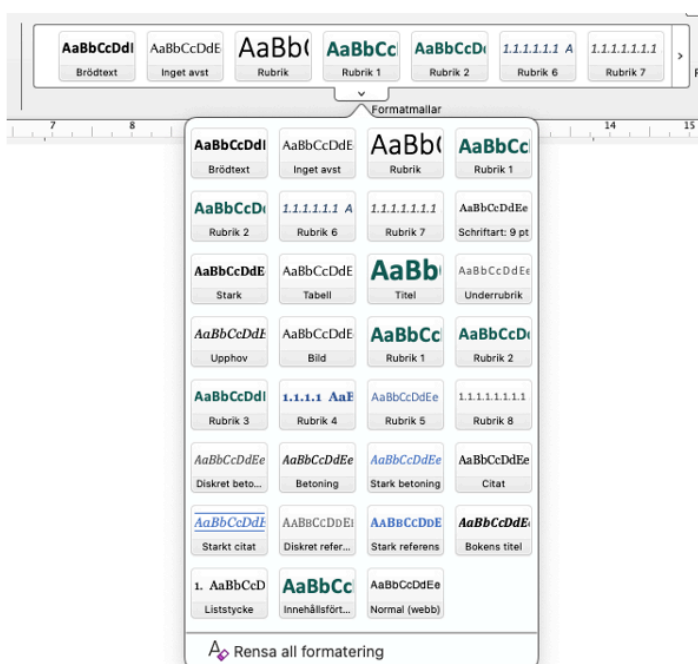 AaBbCcDdI AaBbCcDdE AaBb( AaBbCc AaBbCcDc 1.1.1.1.1.1 A 1.1.1.1.1.1.1
Brödtext Inget avst Rubrik Rubrik 1 Rubrik 2 Rubrik 6 Rubrik 7
Formatmallar
7 8 14 15
AaBbCcDdI AaBbCcDdE AaBb( AaBbCc
Brödtext Inget avst Rubrik Rubrik 1
AaBbCcDc 1.1.1.1.1.1 A 1.1.1.1.1.1.1 AaBbCcDdEe
Rubrik 2 Rubrik 6 Rubrik 7 Schriftart: 9 pt
AaBbCcDdE AaBbCcDdE AaBb AaBbCcDdEe
Stark Tabell Titel Underrubrik
AaBbCcDdE AaBbCcDdE AaBbCc AaBbCcDc
Upphov Bild Rubrik 1 Rubrik 2
AaBbCcDdI 1.1.1.1 AaB AaBbCcDdEe 1.1.1.1.1.1.1.1
Rubrik 3 Rubrik 4 Rubrik 5 Rubrik 8
AaBbCcDdEe AaBbCcDdEe AaBbCcDdEe AaBbCcDdEe
Diskret beto... Betoning Stark betoning Citat
AaBbCcDdE AaBbCcDdEe AaBbCcDdE AaBbCcDdE
Starkt citat Diskret refer... Stark referens Bokens titel
1. AaBbCcD AaBbCc AaBbCcDdEe
Liststycke Innehållsfört... Normal (webb)
Rensa all formatering